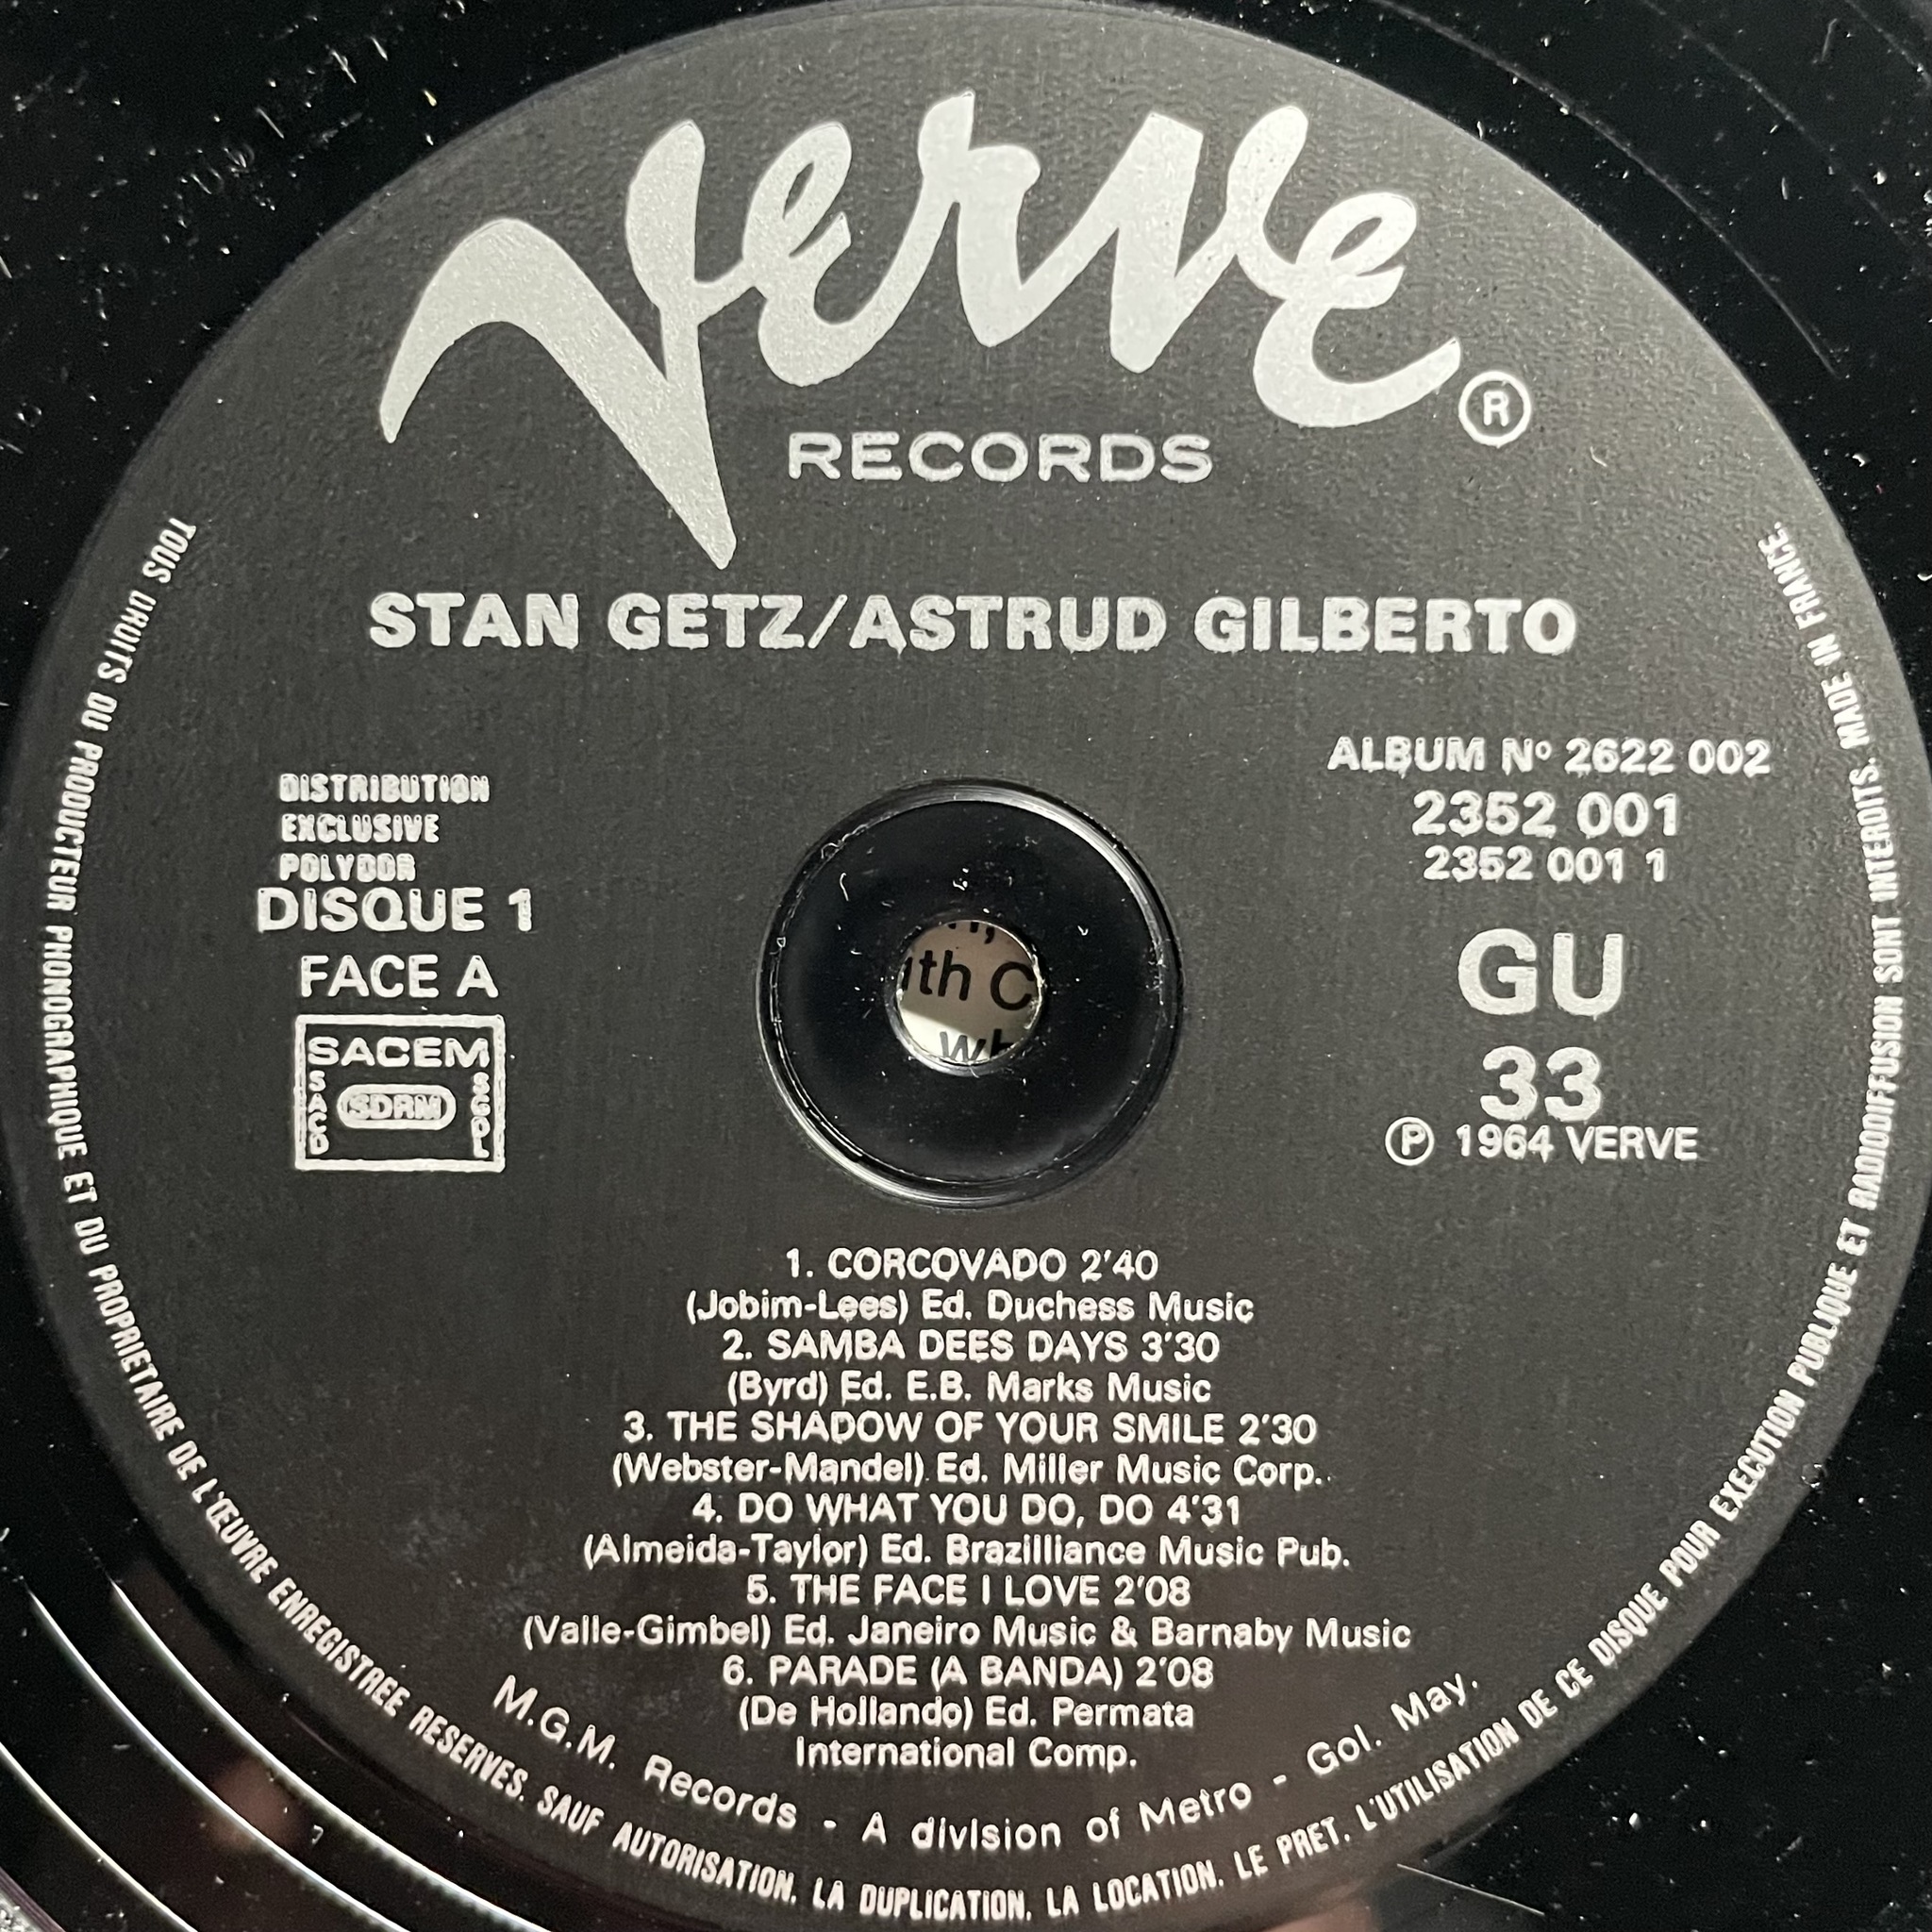 Verve
®
RECORDS
STAN GETZ/ASTRUD GILBERTO
DISTRIBUTION
EXCLUSIVE
POLYDOR
DISQUE 1
FACE A
SACEM
SACD
SDRM
SGDL
ALBUM Nº 2622 002
2352 001
2352 001 1
GU
33
Ⓟ 1964 VERVE
ith C
wh
1. CORCOVADO 2'40
(Jobim-Lees) Ed. Duchess Music
2. SAMBA DEES DAYS 3'30
(Byrd) Ed. E.B. Marks Music
3. THE SHADOW OF YOUR SMILE 2'30
(Webster-Mandel) Ed. Miller Music Corp.
4. DO WHAT YOU DO, DO 4'31
(Almeida-Taylor) Ed. Brazilliance Music Pub.
5. THE FACE I LOVE 2'08
(Valle-Gimbel) Ed. Janeiro Music & Barnaby Music
6. PARADE (A BANDA) 2'08
(De Hollando) Ed. Permata
International Comp.
M.G.M. Records - A division of Metro - Gol. May.
TOUS DROITS DU PRODUCTEUR PHONOGRAPHIQUE ET DU PROPRIETAIRE DE L'ŒUVRE ENREGISTREE RESERVES. SAUF AUTORISATION, LA DUPLICATION, LA LOCATION, LE PRET, L'UTILISATION DE CE DISQUE POUR EXECUTION PUBLIQUE ET RADIODIFFUSION SONT INTERDITS. MADE IN FRANCE.